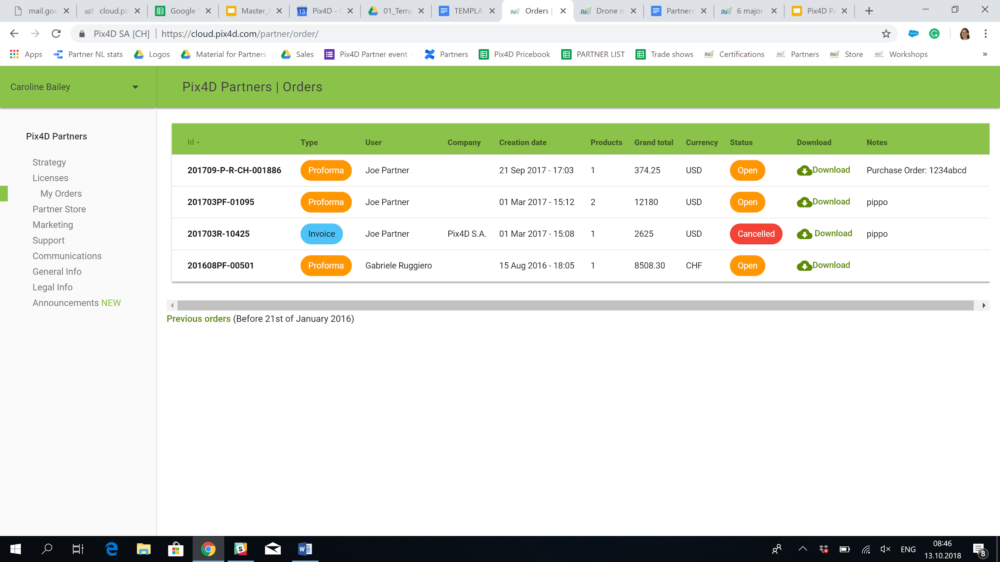 mail.goo cloud.pix Google S Master_P Pix4D - C 01_Temp TEMPLA Orders | Drone m Partners 6 major Pix4D Pa
Pix4D SA [CH] https://cloud.pix4d.com/partner/order/
Apps Partner NL stats Logos Material for Partners Sales Pix4D Partner event - Partners Pix4D Pricebook PARTNER LIST Trade shows Certifications Partners Store Workshops »
Caroline Bailey
Pix4D Partners | Orders
Pix4D Partners
Strategy
Licenses
My Orders
Partner Store
Marketing
Support
Communications
General Info
Legal Info
Announcements NEW
Id Type User Company Creation date Products Grand total Currency Status Download Notes
201709-P-R-CH-001886 Proforma Joe Partner 21 Sep 2017 - 17:03 1 374.25 USD Open Download Purchase Order: 1234abcd
201703PF-01095 Proforma Joe Partner 01 Mar 2017 - 15:12 2 12180 USD Open Download pippo
201703R-10425 Invoice Joe Partner Pix4D S.A. 01 Mar 2017 - 15:08 1 2625 USD Cancelled Download pippo
201608PF-00501 Proforma Gabriele Ruggiero 15 Aug 2016 - 18:05 1 8508.30 CHF Open Download
Previous orders (Before 21st of January 2016)
ENG
08:46
13.10.2018
8